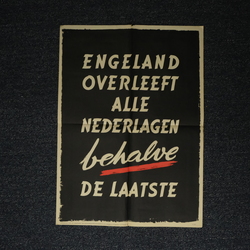 ENGELAND
OVERLEEFT
ALLE
NEDERLAGEN
behalve
DE LAATSTE